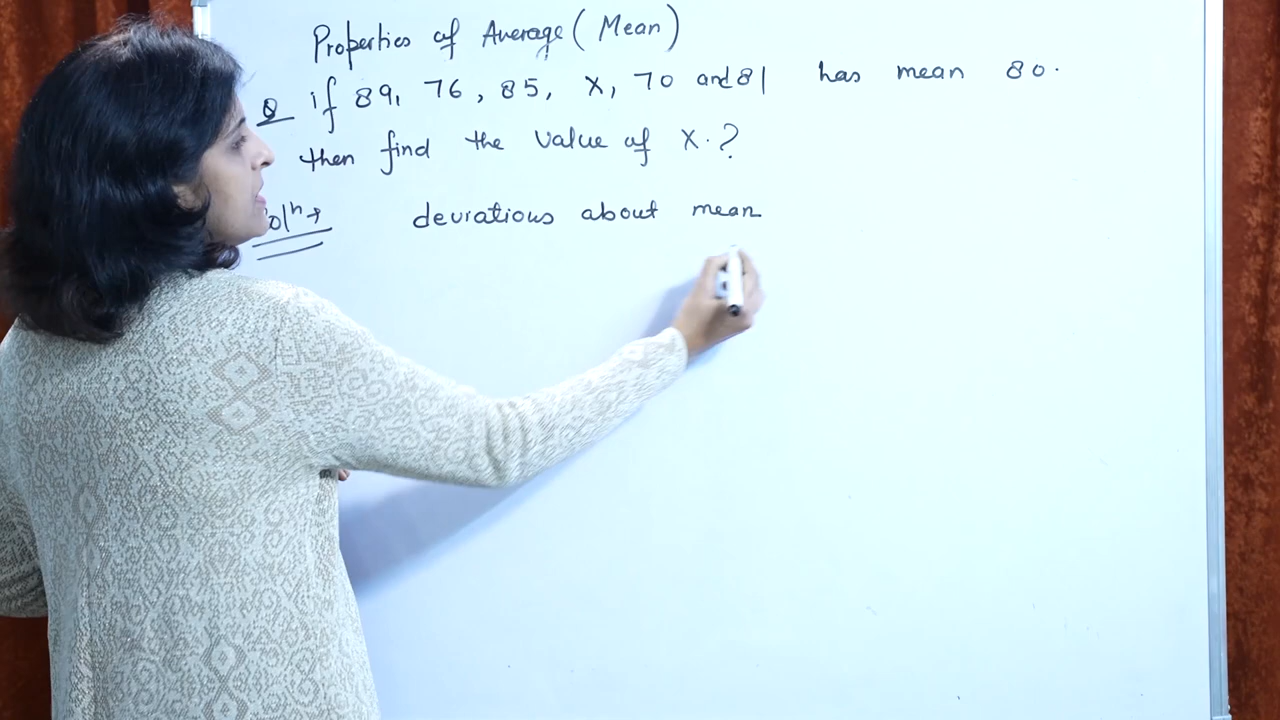 Properties of Average (Mean)
Q if 89, 76, 85, X, 70 and 81 has mean 80.
then find the value of X.?
olⁿ→ deviations about mean